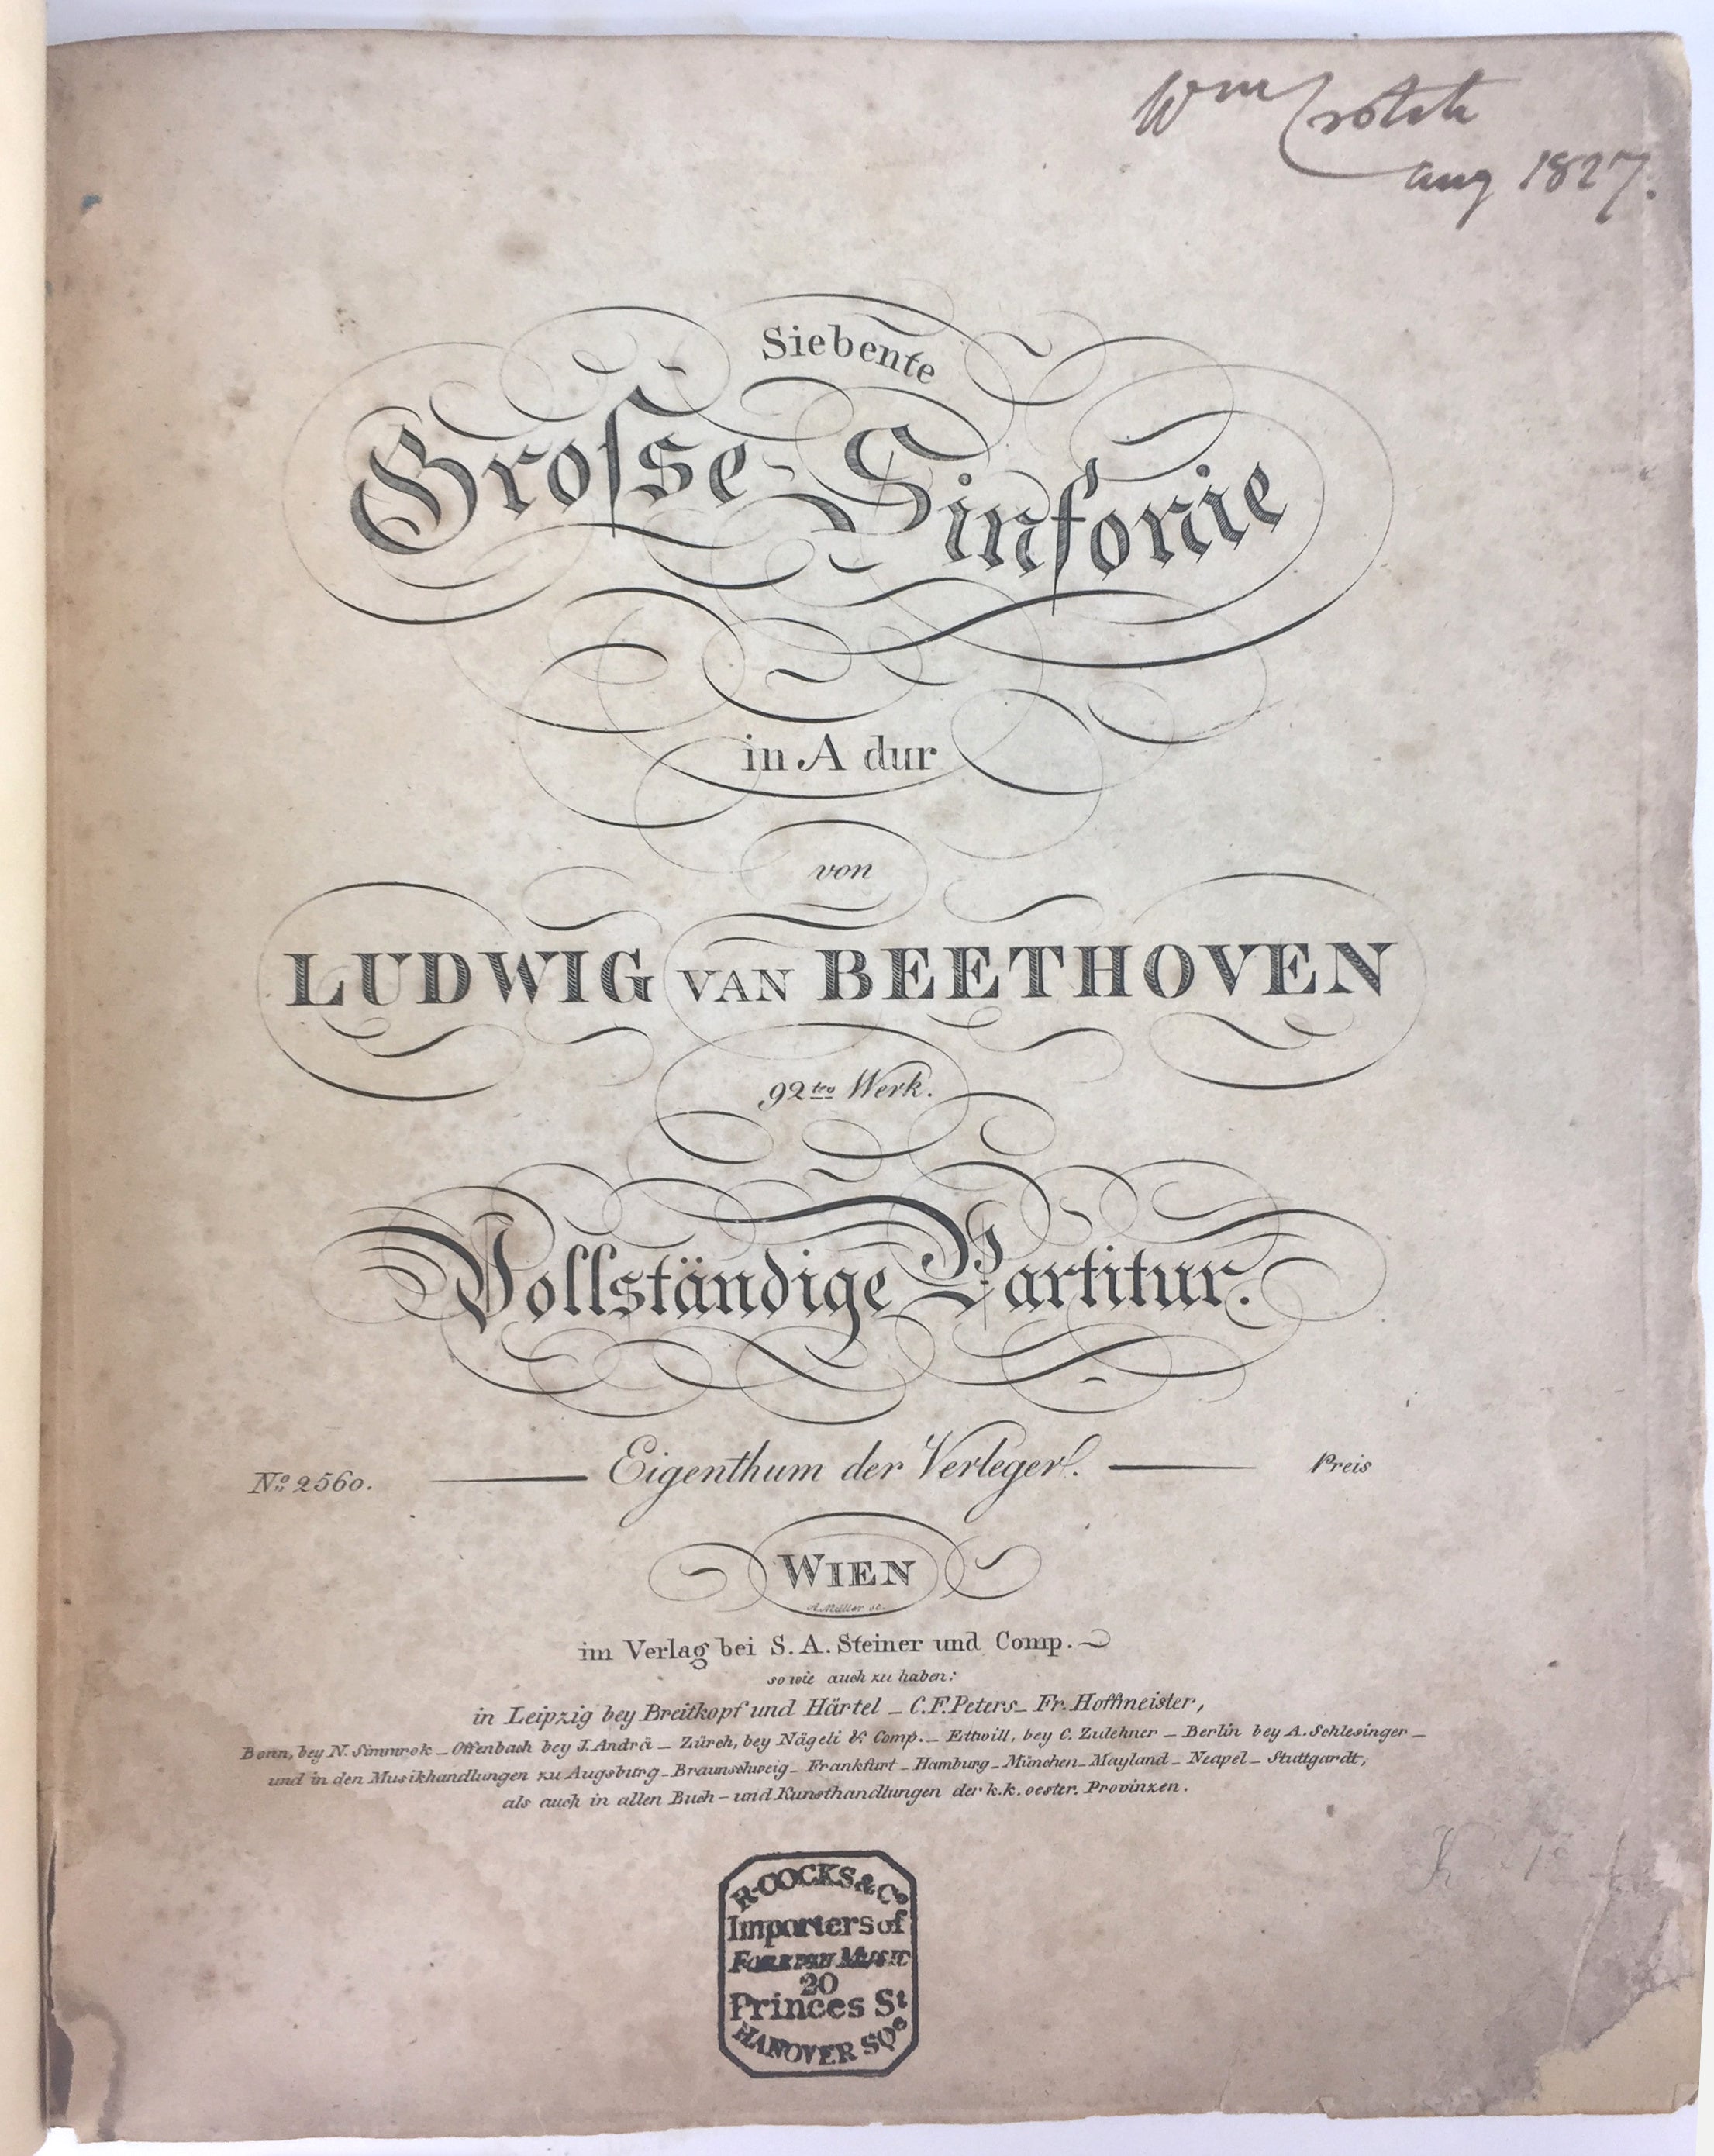 Wm Crotch
aug 1827.
Siebente
Grosse Sinfonie
in A dur
von
LUDWIG VAN BEETHOVEN
92tes Werk.
Vollständige Partitur.
No 2560. Eigenthum der Verleger. Preis
WIEN
A. Müller sc.
im Verlag bei S. A. Steiner und Comp.
so wie auch zu haben:
in Leipzig bey Breitkopf und Härtel _ C. F. Peters _ Fr. Hoffmeister,
Bonn, bey N. Simmrok _ Offenbach bey J. Andrä _ Zürch, bey Nägeli & Comp. _ Eltwill, bey C. Zulehner _ Berlin bey A. Schlesinger _
und in den Musikhandlungen zu Augsburg _ Braunschweig _ Frankfurt _ Hamburg _ München _ Mayland _ Neapel _ Stuttgardt,
als auch in allen Buch - und Kunsthandlungen der k. k. oester. Provinzen.
R. COCKS & Co
Importers of
FOREIGN MUSIC
20
Princes St
HANOVER SQe